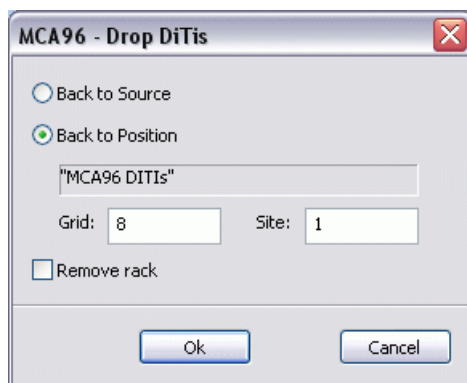 MCA96 - Drop DiTis
Back to Source
Back to Position
"MCA96 DITIs"
Grid: 8 Site: 1
Remove rack
Ok Cancel